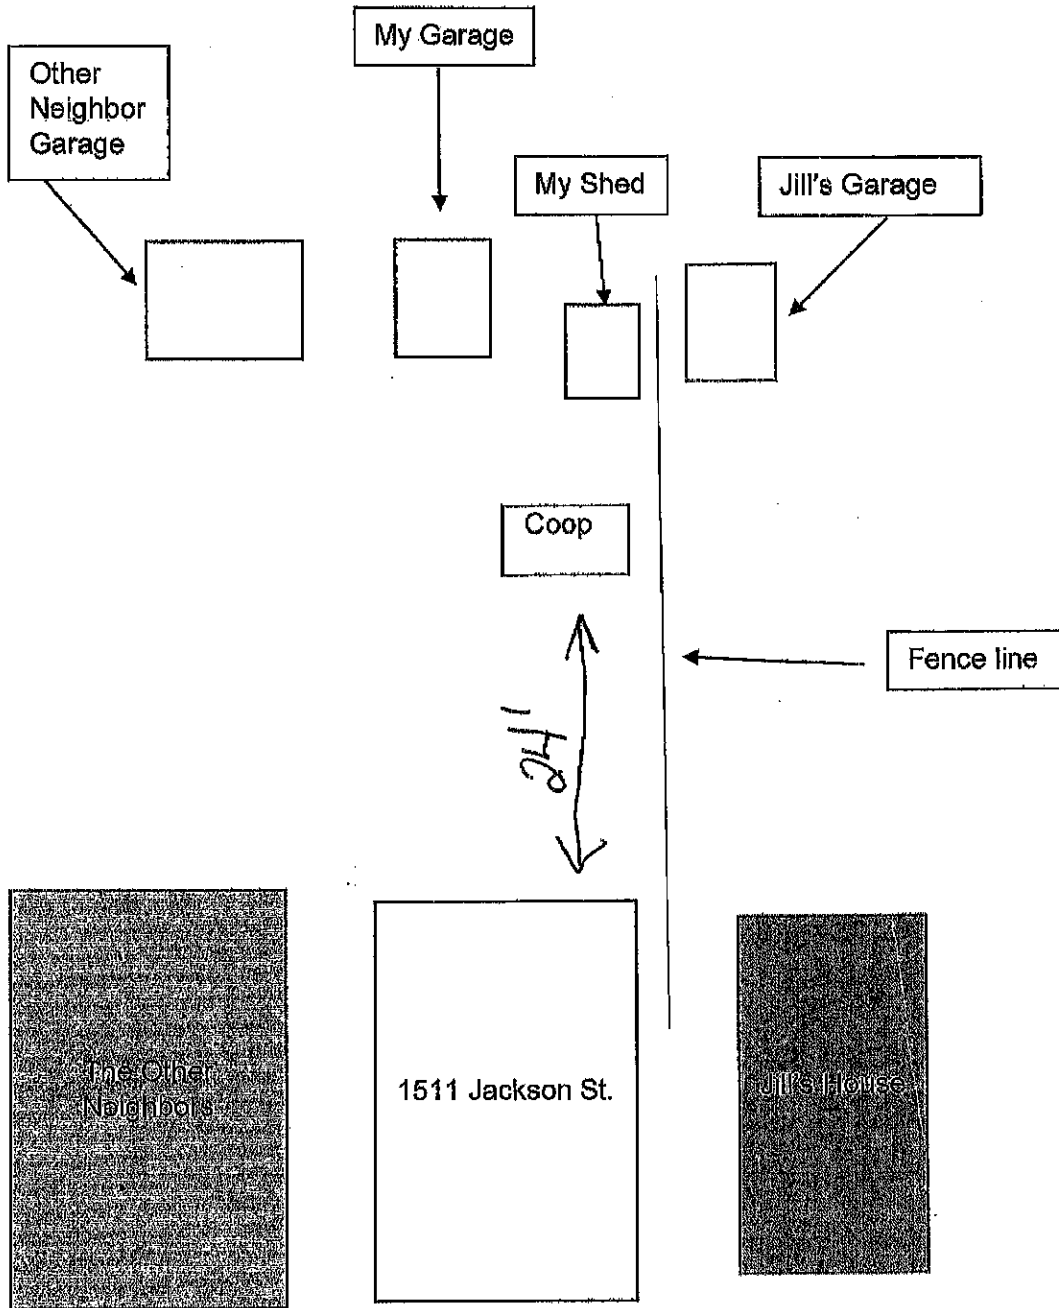 My Garage
Other
Neighbor
Garage
My Shed
Jill's Garage
Coop
Fence line
24'
The Other
Neighbors
1511 Jackson St.
Jill's House